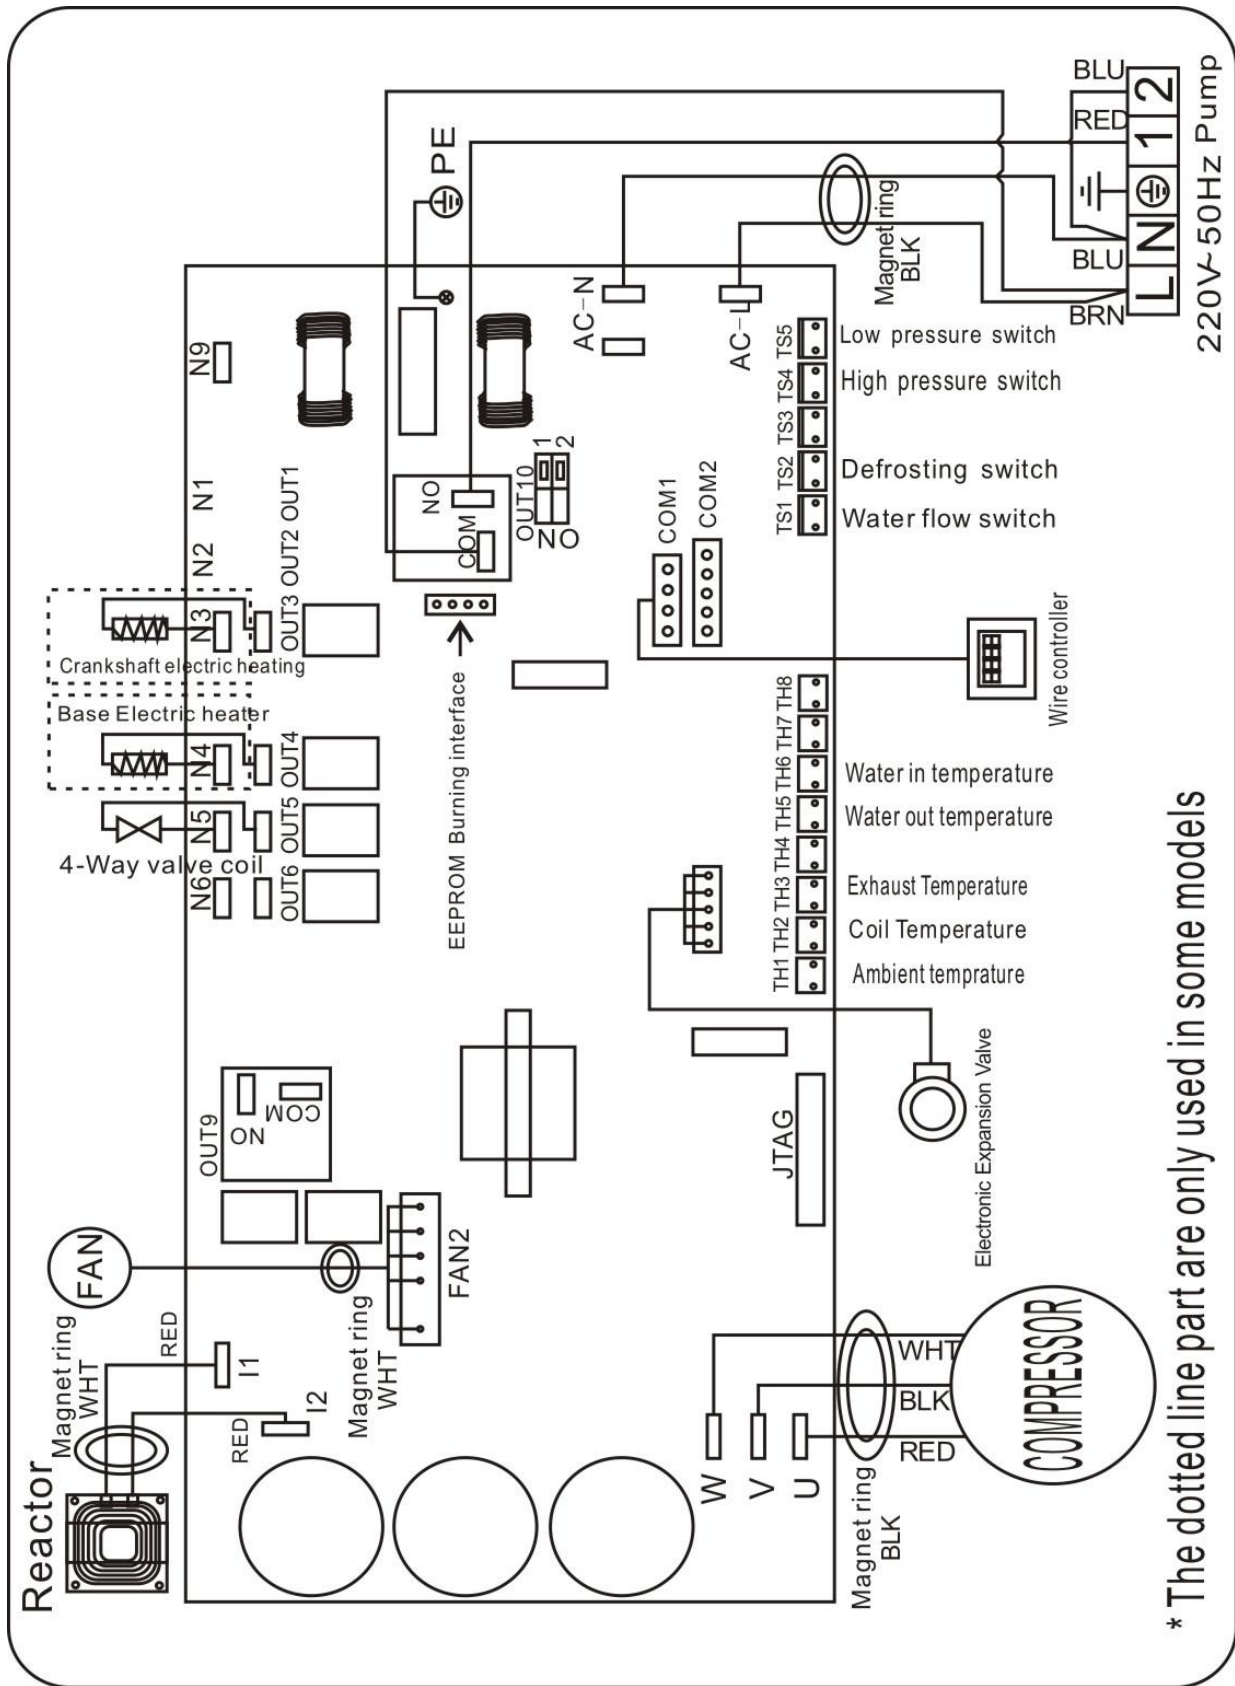 Reactor
Magnet ring
WHT
RED
RED
I1
I2
FAN
Magnet ring
WHT
FAN2
OUT9
NO
COM
N6
N5
N4
N3
N2
N1
N9
OUT6
OUT5
OUT4
OUT3
OUT2
OUT1
4-Way valve coil
Base Electric heater
Crankshaft electric heating
EEPROM Burning interface
COM
NO
OUT10
1
2
NO
PE
AC-N
AC-L
COM1
COM2
W
V
U
JTAG
TH1
TH2
TH3
TH4
TH5
TH6
TH7
TH8
TS1
TS2
TS3
TS4
TS5
Ambient temprature
Coil Temperature
Exhaust Temperature
Water out temperature
Water in temperature
Water flow switch
Defrosting switch
High pressure switch
Low pressure switch
Magnet ring
BLK
WHT
BLK
RED
COMPRESSOR
Electronic Expansion Valve
Wire controller
Magnet ring
BLK
BRN
BLU
RED
BLU
L
N
1
2
220V~50Hz
Pump
* The dotted line part are only used in some models